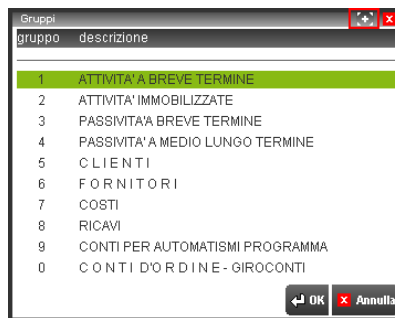 Gruppi
gruppo descrizione
1 ATTIVITA' A BREVE TERMINE
2 ATTIVITA' IMMOBILIZZATE
3 PASSIVITA'A BREVE TERMINE
4 PASSIVITA' A MEDIO LUNGO TERMINE
5 C L I E N T I
6 F O R N I T O R I
7 COSTI
8 RICAVI
9 CONTI PER AUTOMATISMI PROGRAMMA
0 C O N T I D'O R D I N E - GIROCONTI
OK X Annulla